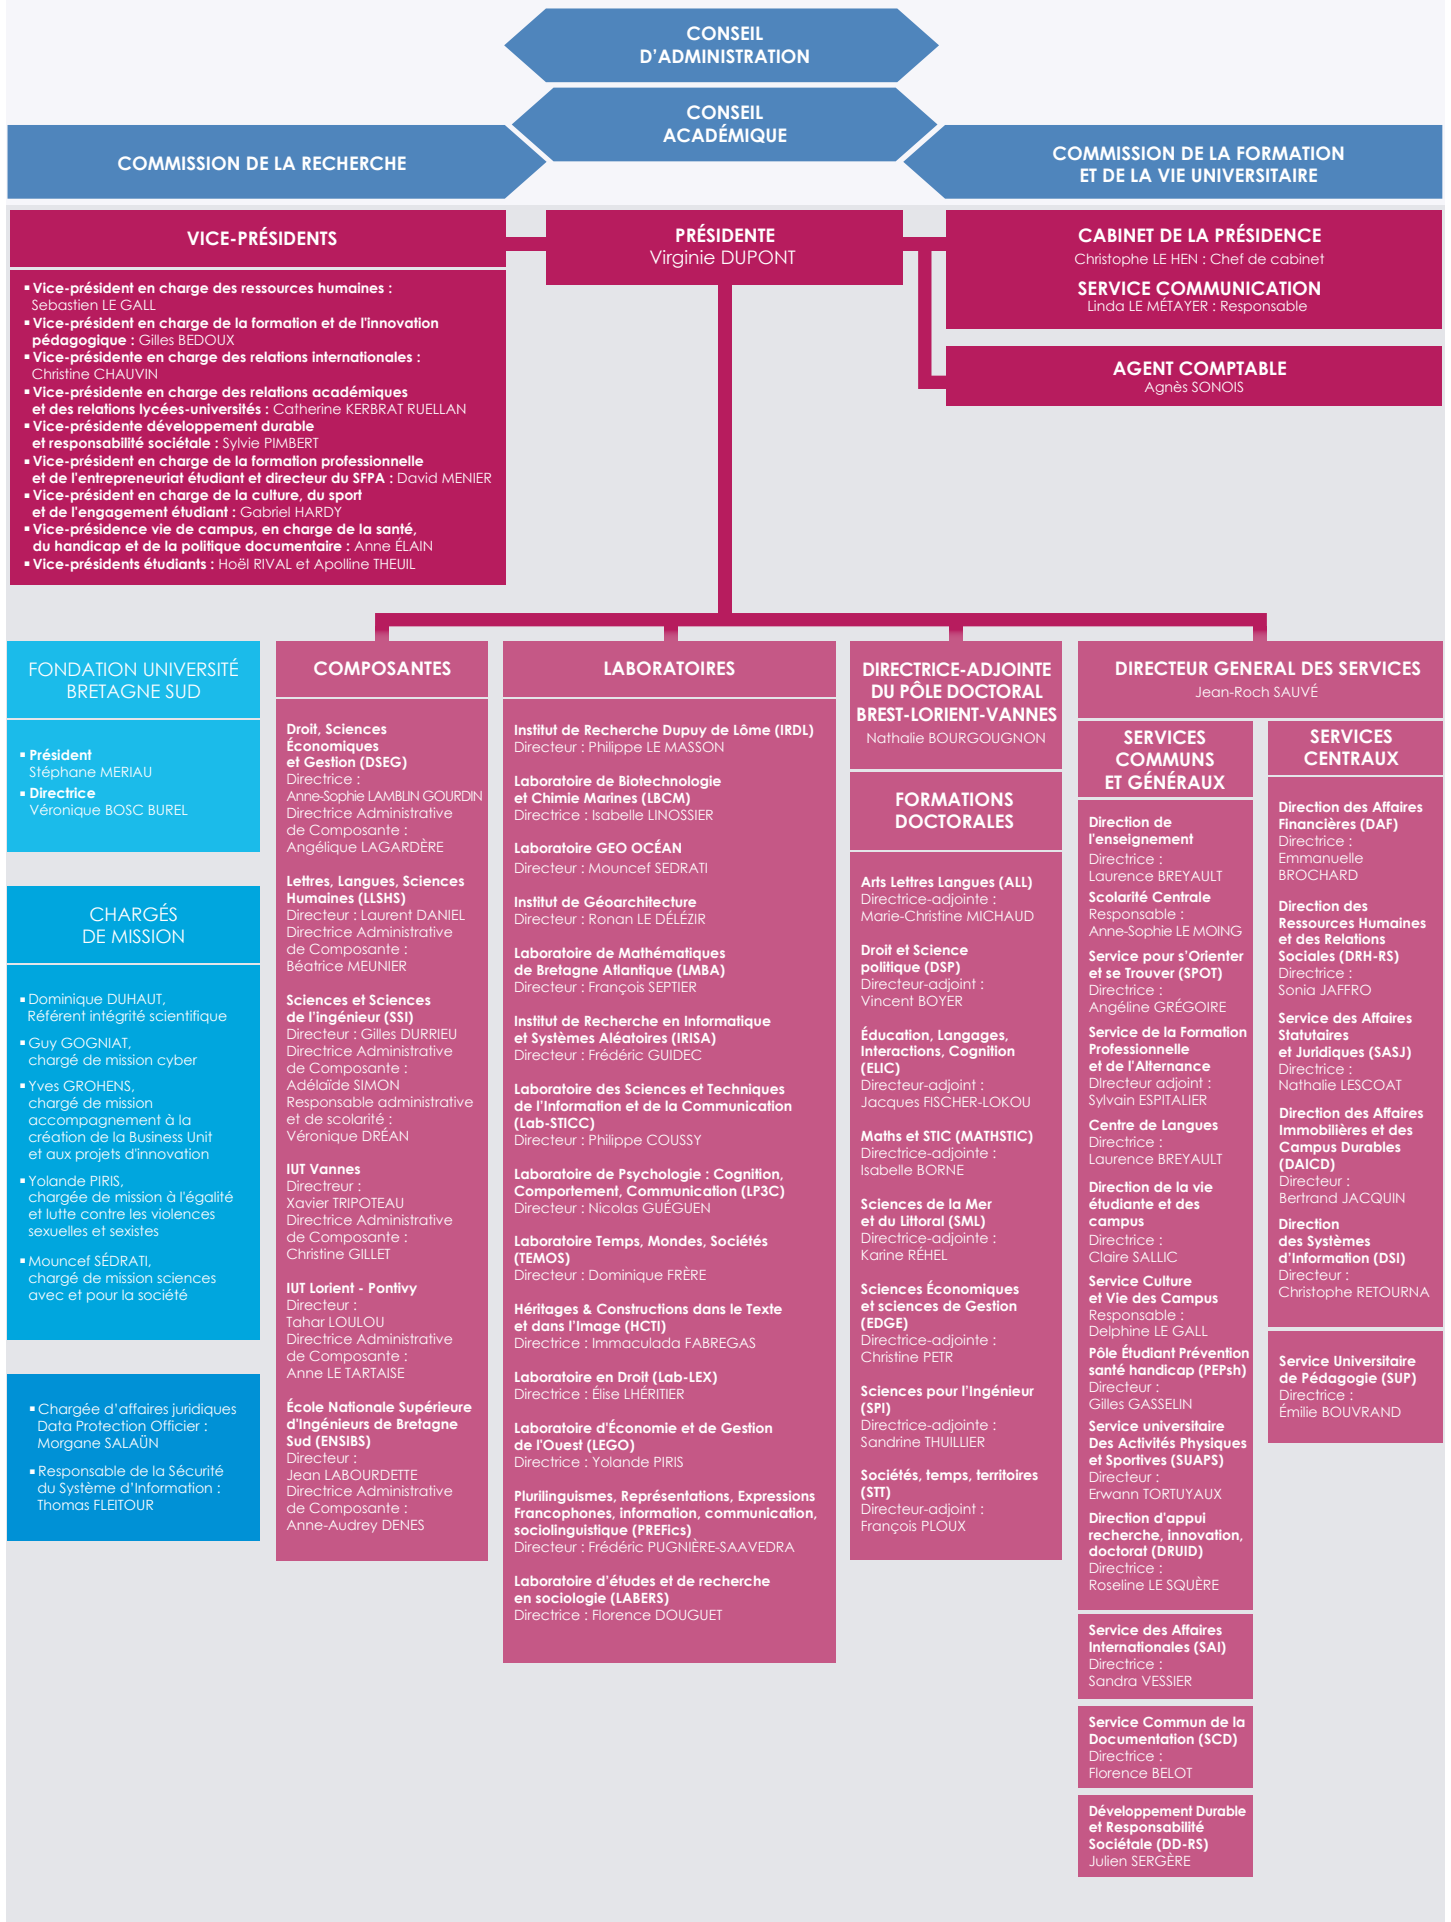 CONSEIL
D'ADMINISTRATION
CONSEIL
ACADÉMIQUE
COMMISSION DE LA RECHERCHE
COMMISSION DE LA FORMATION
ET DE LA VIE UNIVERSITAIRE
VICE-PRÉSIDENTS
▪ Vice-président en charge des ressources humaines :
Sebastien LE GALL
▪ Vice-président en charge de la formation et de l'innovation
pédagogique : Gilles BEDOUX
▪ Vice-présidente en charge des relations internationales :
Christine CHAUVIN
▪ Vice-présidente en charge des relations académiques
et des relations lycées-universités : Catherine KERBRAT RUELLAN
▪ Vice-présidente développement durable
et responsabilité sociétale : Sylvie PIMBERT
▪ Vice-président en charge de la formation professionnelle
et de l'entrepreneuriat étudiant et directeur du SFPA : David MENIER
▪ Vice-président en charge de la culture, du sport
et de l'engagement étudiant : Gabriel HARDY
▪ Vice-présidence vie de campus, en charge de la santé,
du handicap et de la politique documentaire : Anne ÉLAIN
▪ Vice-présidents étudiants : Hoël RIVAL et Apolline THEUIL
PRÉSIDENTE
Virginie DUPONT
CABINET DE LA PRÉSIDENCE
Christophe LE HEN : Chef de cabinet
SERVICE COMMUNICATION
Linda LE MÉTAYER : Responsable
AGENT COMPTABLE
Agnès SONOIS
FONDATION UNIVERSITÉ
BRETAGNE SUD
▪ Président
Stéphane MERIAU
▪ Directrice
Véronique BOSC BUREL
CHARGÉS
DE MISSION
▪ Dominique DUHAUT,
Référent intégrité scientifique
▪ Guy GOGNIAT,
chargé de mission cyber
▪ Yves GROHENS,
chargé de mission
accompagnement à la
création de la Business Unit
et aux projets d'innovation
▪ Yolande PIRIS,
chargée de mission à l'égalité
et lutte contre les violences
sexuelles et sexistes
▪ Mouncef SÉDRATI,
chargé de mission sciences
avec et pour la société
▪ Chargée d'affaires juridiques
Data Protection Officer :
Morgane SALAÜN
▪ Responsable de la Sécurité
du Système d'Information :
Thomas FLEITOUR
COMPOSANTES
Droit, Sciences
Économiques
et Gestion (DSEG)
Directrice :
Anne-Sophie LAMBLIN GOURDIN
Directrice Administrative
de Composante :
Angélique LAGARDÈRE
Lettres, Langues, Sciences
Humaines (LLSHS)
Directeur : Laurent DANIEL
Directrice Administrative
de Composante :
Béatrice MEUNIER
Sciences et Sciences
de l'ingénieur (SSI)
Directeur : Gilles DURRIEU
Directrice Administrative
de Composante :
Adélaïde SIMON
Responsable administrative
et de scolarité :
Véronique DRÉAN
IUT Vannes
Directreur :
Xavier TRIPOTEAU
Directrice Administrative
de Composante :
Christine GILLET
IUT Lorient - Pontivy
Directeur :
Tahar LOULOU
Directrice Administrative
de Composante :
Anne LE TARTAISE
École Nationale Supérieure
d'Ingénieurs de Bretagne
Sud (ENSIBS)
Directeur :
Jean LABOURDETTE
Directrice Administrative
de Composante :
Anne-Audrey DENES
LABORATOIRES
Institut de Recherche Dupuy de Lôme (IRDL)
Directeur : Philippe LE MASSON
Laboratoire de Biotechnologie
et Chimie Marines (LBCM)
Directrice : Isabelle LINOSSIER
Laboratoire GEO OCÉAN
Directeur : Mouncef SEDRATI
Institut de Géoarchitecture
Directeur : Ronan LE DÉLÉZIR
Laboratoire de Mathématiques
de Bretagne Atlantique (LMBA)
Directeur : François SEPTIER
Institut de Recherche en Informatique
et Systèmes Aléatoires (IRISA)
Directeur : Frédéric GUIDEC
Laboratoire des Sciences et Techniques
de l'Information et de la Communication
(Lab-STICC)
Directeur : Philippe COUSSY
Laboratoire de Psychologie : Cognition,
Comportement, Communication (LP3C)
Directeur : Nicolas GUÉGUEN
Laboratoire Temps, Mondes, Sociétés
(TEMOS)
Directeur : Dominique FRÈRE
Héritages & Constructions dans le Texte
et dans l'Image (HCTI)
Directrice : Immaculada FABREGAS
Laboratoire en Droit (Lab-LEX)
Directrice : Élise LHÉRITIER
Laboratoire d'Économie et de Gestion
de l'Ouest (LEGO)
Directrice : Yolande PIRIS
Plurilinguismes, Représentations, Expressions
Francophones, information, communication,
sociolinguistique (PREFics)
Directeur : Frédéric PUGNIÈRE-SAAVEDRA
Laboratoire d'études et de recherche
en sociologie (LABERS)
Directrice : Florence DOUGUET
DIRECTRICE-ADJOINTE
DU PÔLE DOCTORAL
BREST-LORIENT-VANNES
Nathalie BOURGOUGNON
FORMATIONS
DOCTORALES
Arts Lettres Langues (ALL)
Directrice-adjointe :
Marie-Christine MICHAUD
Droit et Science
politique (DSP)
Directeur-adjoint :
Vincent BOYER
Éducation, Langages,
Interactions, Cognition
(ELIC)
Directeur-adjoint :
Jacques FISCHER-LOKOU
Maths et STIC (MATHSTIC)
Directrice-adjointe :
Isabelle BORNE
Sciences de la Mer
et du Littoral (SML)
Directrice-adjointe :
Karine RÉHEL
Sciences Économiques
et sciences de Gestion
(EDGE)
Directrice-adjointe :
Christine PETR
Sciences pour l'Ingénieur
(SPI)
Directrice-adjointe :
Sandrine THUILLIER
Sociétés, temps, territoires
(STT)
Directeur-adjoint :
François PLOUX
DIRECTEUR GENERAL DES SERVICES
Jean-Roch SAUVÉ
SERVICES
COMMUNS
ET GÉNÉRAUX
Direction de
l'enseignement
Directrice :
Laurence BREYAULT
Scolarité Centrale
Responsable :
Anne-Sophie LE MOING
Service pour s'Orienter
et se Trouver (SPOT)
Directrice :
Angéline GRÉGOIRE
Service de la Formation
Professionnelle
et de l'Alternance
DIrecteur adjoint :
Sylvain ESPITALIER
Centre de Langues
Directrice :
Laurence BREYAULT
Direction de la vie
étudiante et des
campus
Directrice :
Claire SALLIC
Service Culture
et Vie des Campus
Responsable :
Delphine LE GALL
Pôle Étudiant Prévention
santé handicap (PEPsh)
Directeur :
Gilles GASSELIN
Service universitaire
Des Activités Physiques
et Sportives (SUAPS)
Directeur :
Erwann TORTUYAUX
Direction d'appui
recherche, innovation,
doctorat (DRUID)
Directrice :
Roseline LE SQUÈRE
Service des Affaires
Internationales (SAI)
Directrice :
Sandra VESSIER
Service Commun de la
Documentation (SCD)
Directrice :
Florence BELOT
Développement Durable
et Responsabilité
Sociétale (DD-RS)
Julien SERGÈRE
SERVICES
CENTRAUX
Direction des Affaires
Financières (DAF)
Directrice :
Emmanuelle
BROCHARD
Direction des
Ressources Humaines
et des Relations
Sociales (DRH-RS)
Directrice :
Sonia JAFFRO
Service des Affaires
Statutaires
et Juridiques (SASJ)
Directrice :
Nathalie LESCOAT
Direction des Affaires
Immobilières et des
Campus Durables
(DAICD)
Directeur :
Bertrand JACQUIN
Direction
des Systèmes
d'Information (DSI)
Directeur :
Christophe RETOURNA
Service Universitaire
de Pédagogie (SUP)
Directrice :
Émilie BOUVRAND